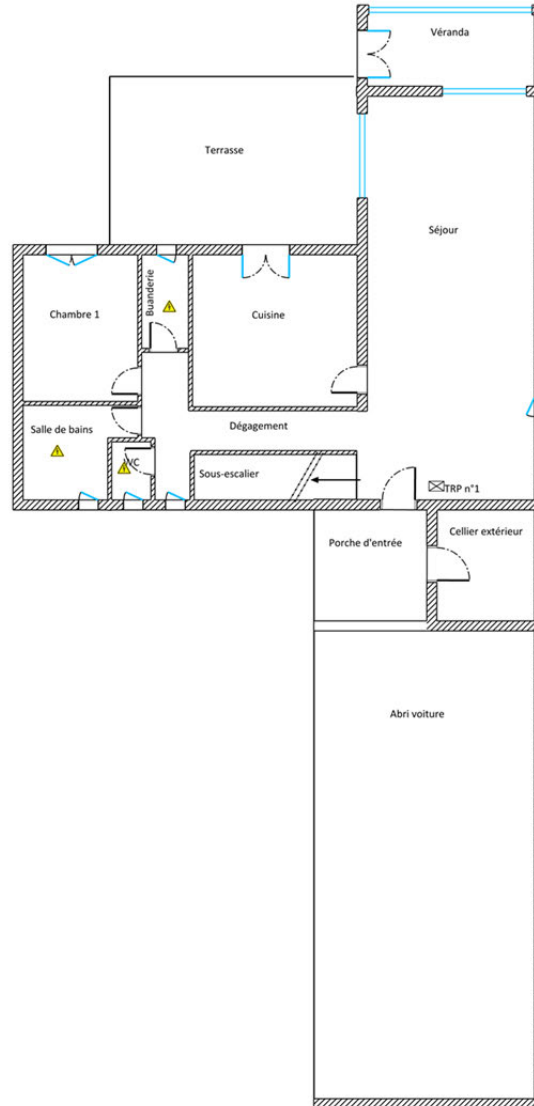 Véranda
Terrasse
Séjour
Buanderie
Chambre 1
Cuisine
Salle de bains
Dégagement
WC
Sous-escalier
TRP n°1
Porche d'entrée
Cellier extérieur
Abri voiture